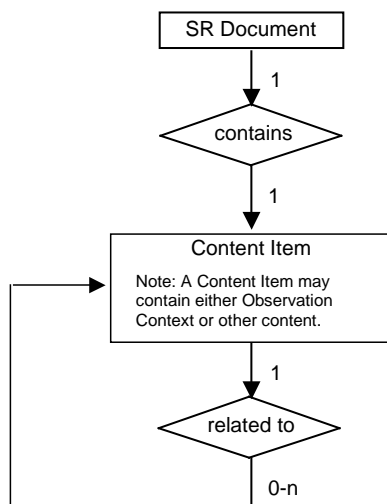 SR Document
1
contains
1
Content Item
Note: A Content Item may
contain either Observation
Context or other content.
1
related to
0-n